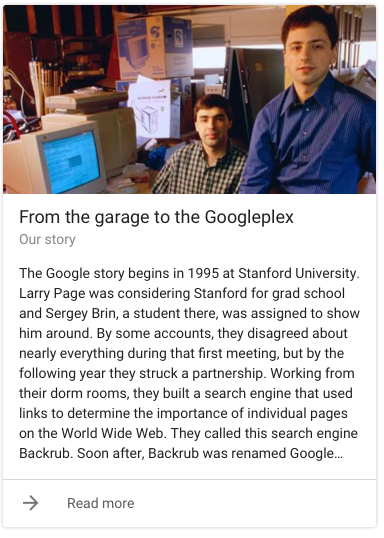 From the garage to the Googleplex
Our story
The Google story begins in 1995 at Stanford University.
Larry Page was considering Stanford for grad school
and Sergey Brin, a student there, was assigned to show
him around. By some accounts, they disagreed about
nearly everything during that first meeting, but by the
following year they struck a partnership. Working from
their dorm rooms, they built a search engine that used
links to determine the importance of individual pages
on the World Wide Web. They called this search engine
Backrub. Soon after, Backrub was renamed Google...
Read more